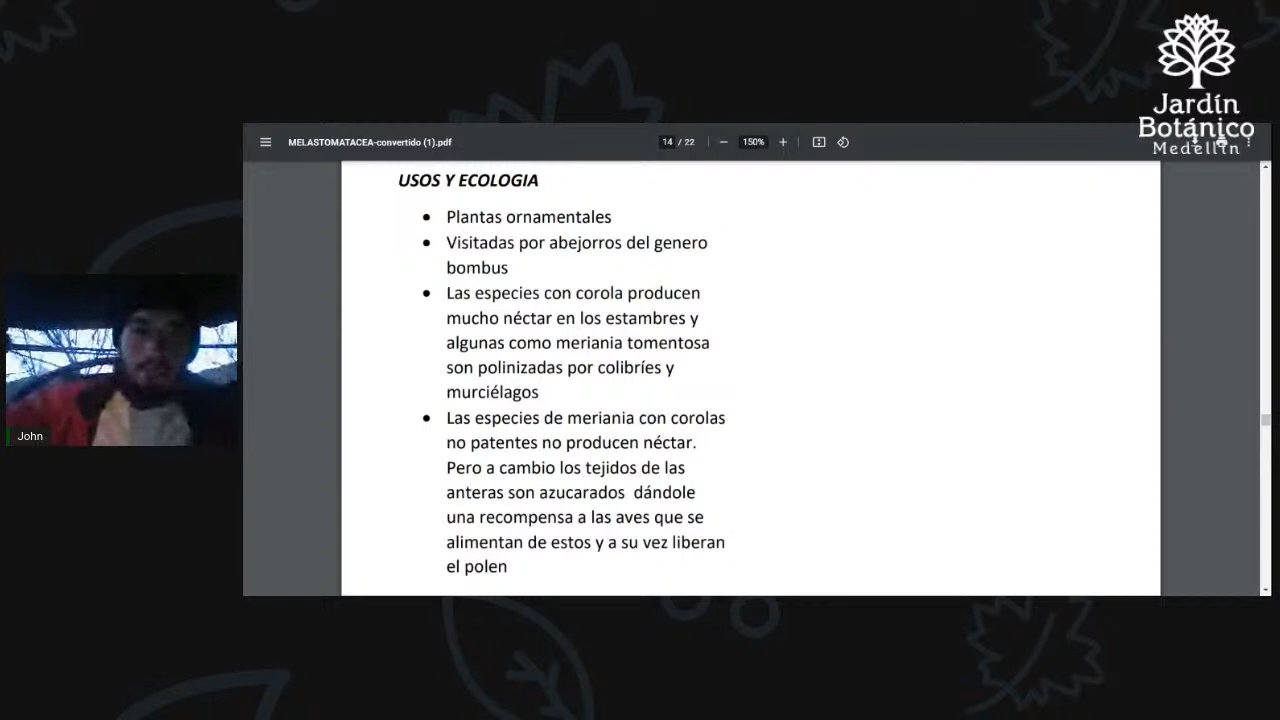 Jardín
Botánico
Medellín
MELASTOMATACEA-convertido (1).pdf
14 / 22
150%
USOS Y ECOLOGIA
• Plantas ornamentales
• Visitadas por abejorros del genero
bombus
• Las especies con corola producen
mucho néctar en los estambres y
algunas como meriania tomentosa
son polinizadas por colibríes y
murciélagos
• Las especies de meriania con corolas
no patentes no producen néctar.
Pero a cambio los tejidos de las
anteras son azucarados dándole
una recompensa a las aves que se
alimentan de estos y a su vez liberan
el polen
John